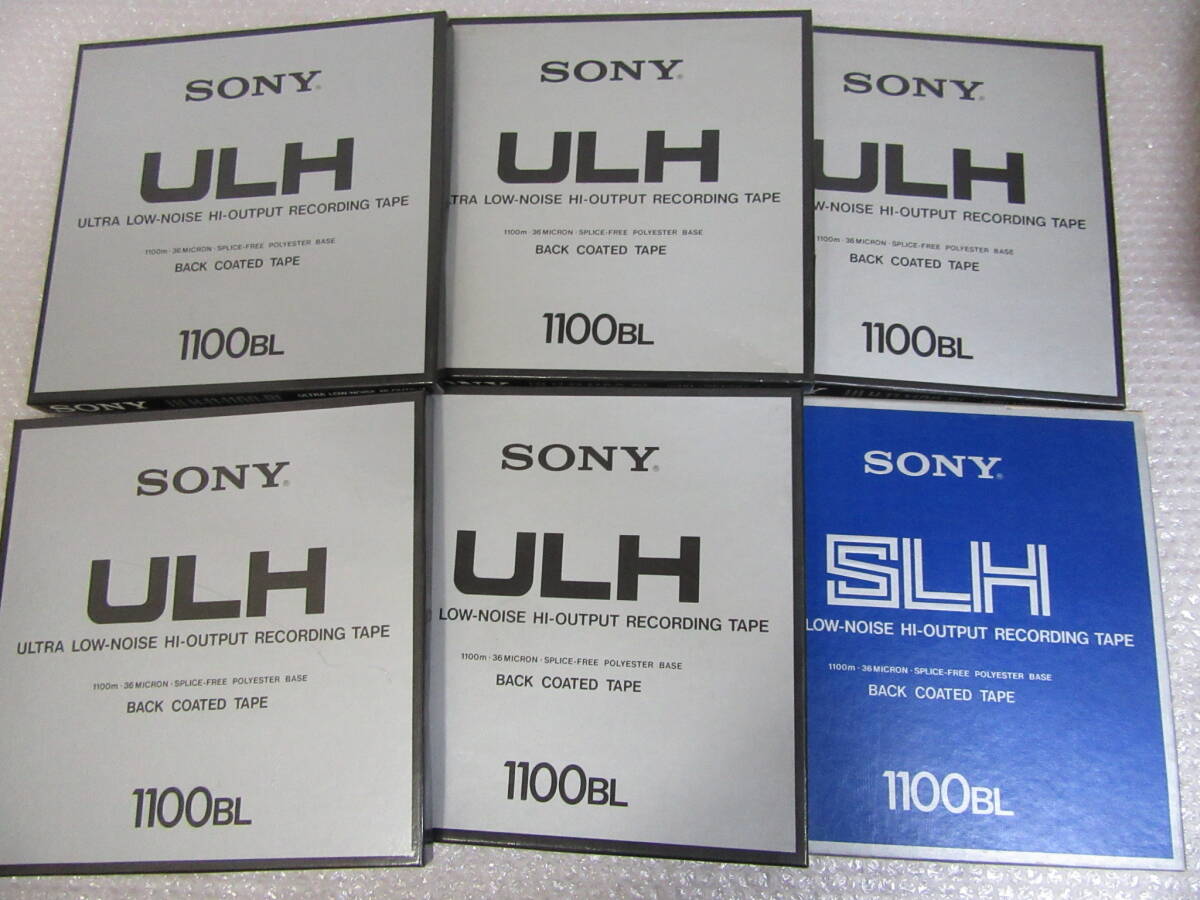 SONY®
ULH
ULTRA LOW-NOISE HI-OUTPUT RECORDING TAPE
1100m · 36 MICRON · SPLICE-FREE POLYESTER BASE
BACK COATED TAPE
1100BL
SONY
SONY®
ULH
LOW-NOISE HI-OUTPUT RECORDING TAPE
1100m · 36 MICRON · SPLICE-FREE POLYESTER BASE
BACK COATED TAPE
1100BL
SONY®
ULH
HI-OUTPUT RECORDING TAPE
1100m · 36 MICRON · SPLICE-FREE POLYESTER BASE
BACK COATED TAPE
1100BL
SONY®
ULH
ULTRA LOW-NOISE HI-OUTPUT RECORDING TAPE
1100m · 36 MICRON · SPLICE-FREE POLYESTER BASE
BACK COATED TAPE
1100BL
SONY®
ULH
LOW-NOISE HI-OUTPUT RECORDING TAPE
1100m · 36 MICRON · SPLICE-FREE POLYESTER BASE
BACK COATED TAPE
1100BL
SONY®
SLH
LOW-NOISE HI-OUTPUT RECORDING TAPE
1100m · 36 MICRON · SPLICE-FREE POLYESTER BASE
BACK COATED TAPE
1100BL